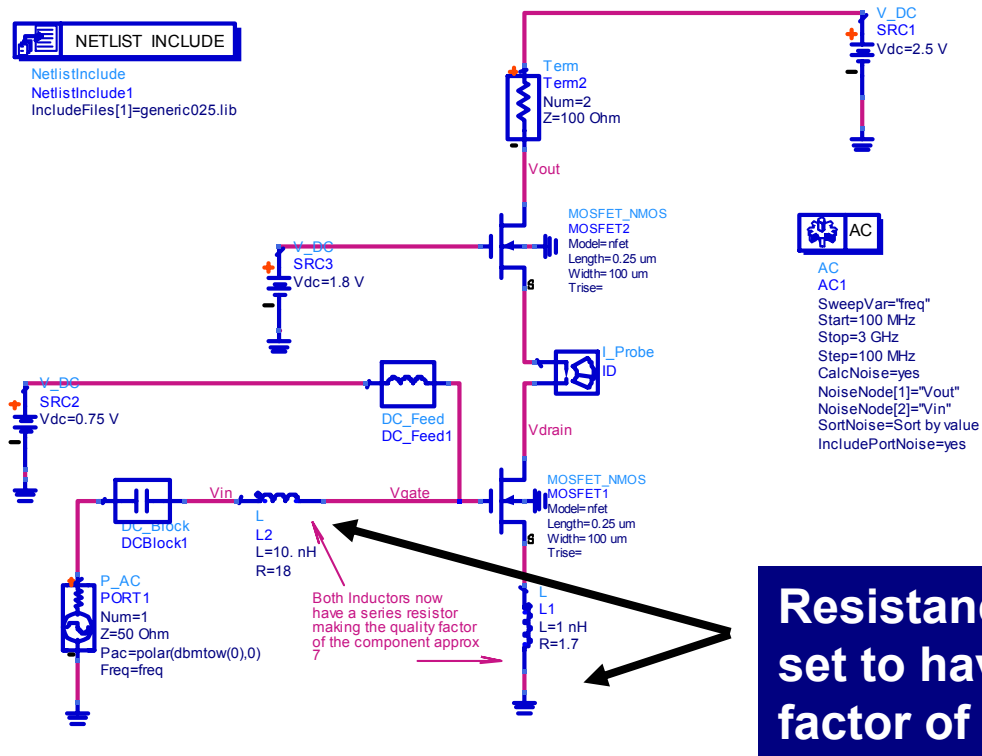 NETLIST INCLUDE
NetlistInclude
NetlistInclude1
IncludeFiles[1]=generic025.lib
Term
Term2
Num=2
Z=100 Ohm
V_DC
SRC1
Vdc=2.5 V
Vout
MOSFET_NMOS
MOSFET2
Model=nfet
Length=0.25 um
Width=100 um
Trise=
S
V_DC
SRC3
Vdc=1.8 V
AC
AC
AC1
SweepVar="freq"
Start=100 MHz
Stop=3 GHz
Step=100 MHz
CalcNoise=yes
NoiseNode[1]="Vout"
NoiseNode[2]="Vin"
SortNoise=Sort by value
IncludePortNoise=yes
I_Probe
ID
V_DC
SRC2
Vdc=0.75 V
DC_Feed
DC_Feed1
Vdrain
Vin
Vgate
MOSFET_NMOS
MOSFET1
Model=nfet
Length=0.25 um
Width=100 um
Trise=
S
DC_Block
DCBlock1
L
L2
L=10. nH
R=18
P_AC
PORT1
Num=1
Z=50 Ohm
Pac=polar(dbmtow(0),0)
Freq=freq
Both Inductors now
have a series resistor
making the quality factor
of the component approx
7
L
L1
L=1 nH
R=1.7
Resistan
set to hav
factor of